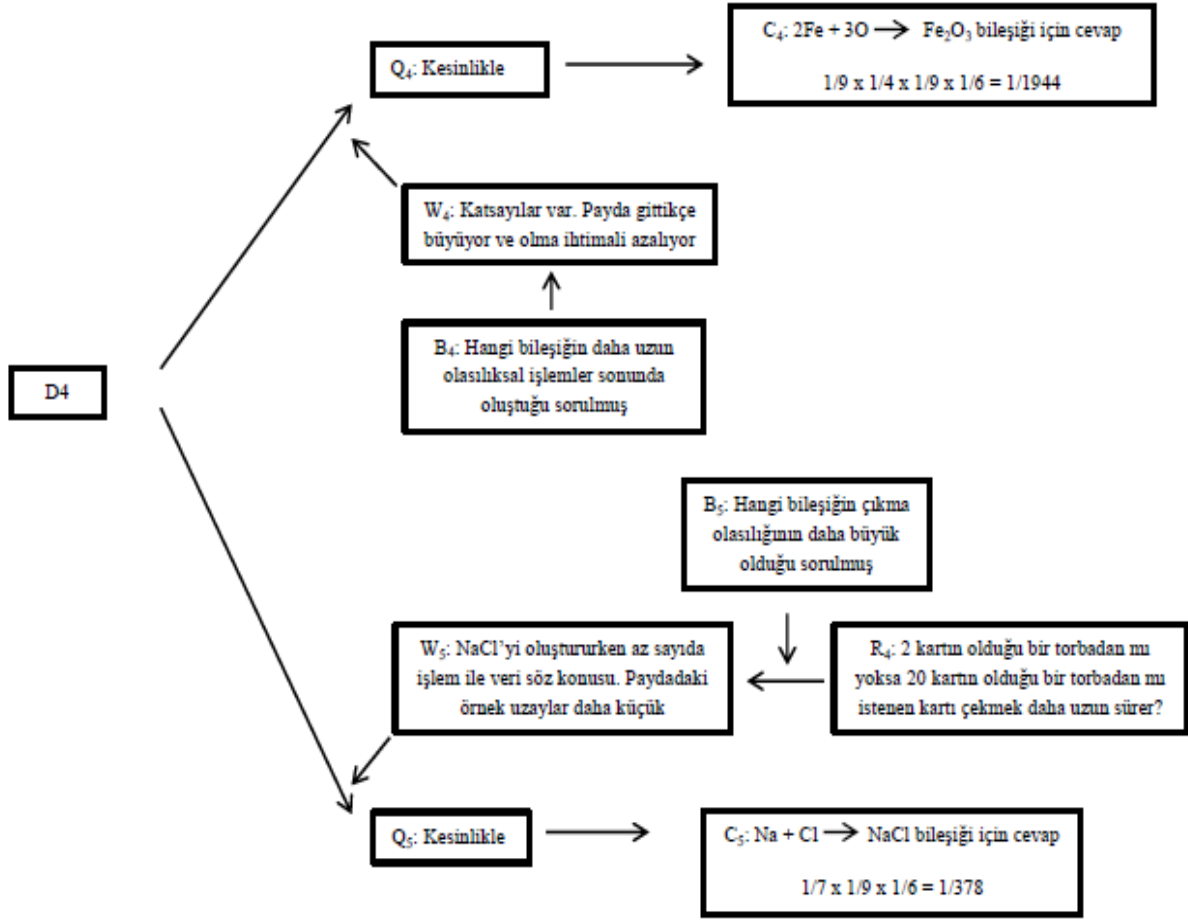 C₄: 2Fe + 3O → Fe₂O₃ bileşiği için cevap
1/9 x 1/4 x 1/9 x 1/6 = 1/1944
Q₄: Kesinlikle
W₄: Katsayılar var. Payda gittikçe
büyüyor ve olma ihtimali azalıyor
B₄: Hangi bileşiğin daha uzun
olasılıksal işlemler sonunda
oluştuğu sorulmuş
D4
B₅: Hangi bileşiğin çıkma
olasılığının daha büyük
olduğu sorulmuş
W₅: NaCl’yi oluştururken az sayıda
işlem ile veri söz konusu. Paydadaki
örnek uzaylar daha küçük
R₄: 2 kartın olduğu bir torbadan mı
yoksa 20 kartın olduğu bir torbadan mı
istenen kartı çekmek daha uzun sürer?
Q₅: Kesinlikle
C₅: Na + Cl → NaCl bileşiği için cevap
1/7 x 1/9 x 1/6 = 1/378